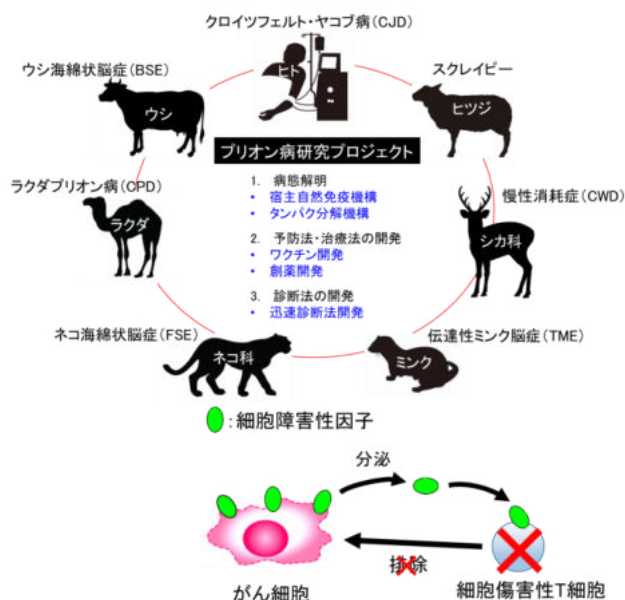 クロイツフェルト・ヤコブ病(CJD)
ヒト
ウシ海綿状脳症(BSE)
ウシ
スクレイピー
ヒツジ
プリオン病研究プロジェクト
1. 病態解明
• 宿主自然免疫機構
• タンパク分解機構
2. 予防法・治療法の開発
• ワクチン開発
• 創薬開発
3. 診断法の開発
• 迅速診断法開発
ラクダプリオン病(CPD)
ラクダ
慢性消耗症(CWD)
シカ科
ネコ海綿状脳症(FSE)
ネコ科
伝達性ミンク脳症(TME)
ミンク
:細胞障害性因子
分泌
排除
がん細胞
細胞傷害性T細胞